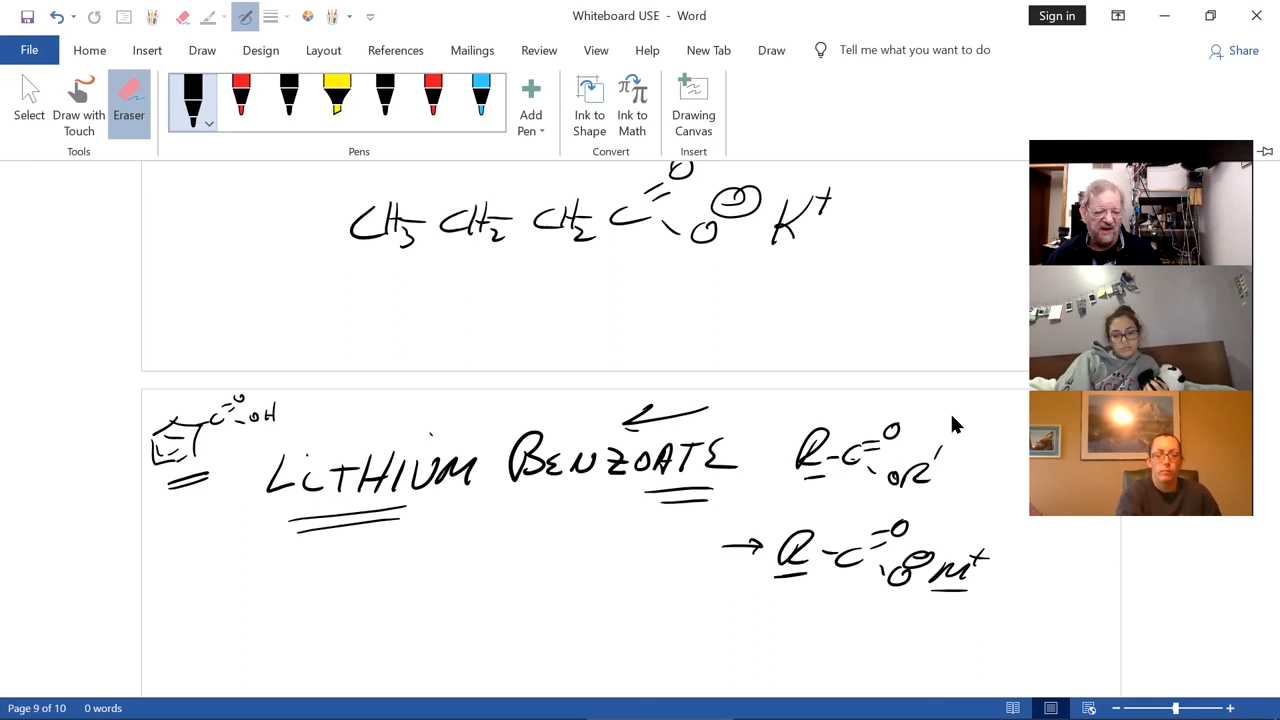 Whiteboard USE - Word
Sign in
File Home Insert Draw Design Layout References Mailings Review View Help New Tab Draw Tell me what you want to do Share
Select Draw with Touch Eraser Add Pen Ink to Shape Ink to Math Drawing Canvas
Tools Pens Convert Insert
O
CH3 CH2 CH2 C O ⊖ K+
C O OH
LiTHIUM BENZOATE
R-C O OR'
→ R-C O O⊖ M+
Page 9 of 10 0 words